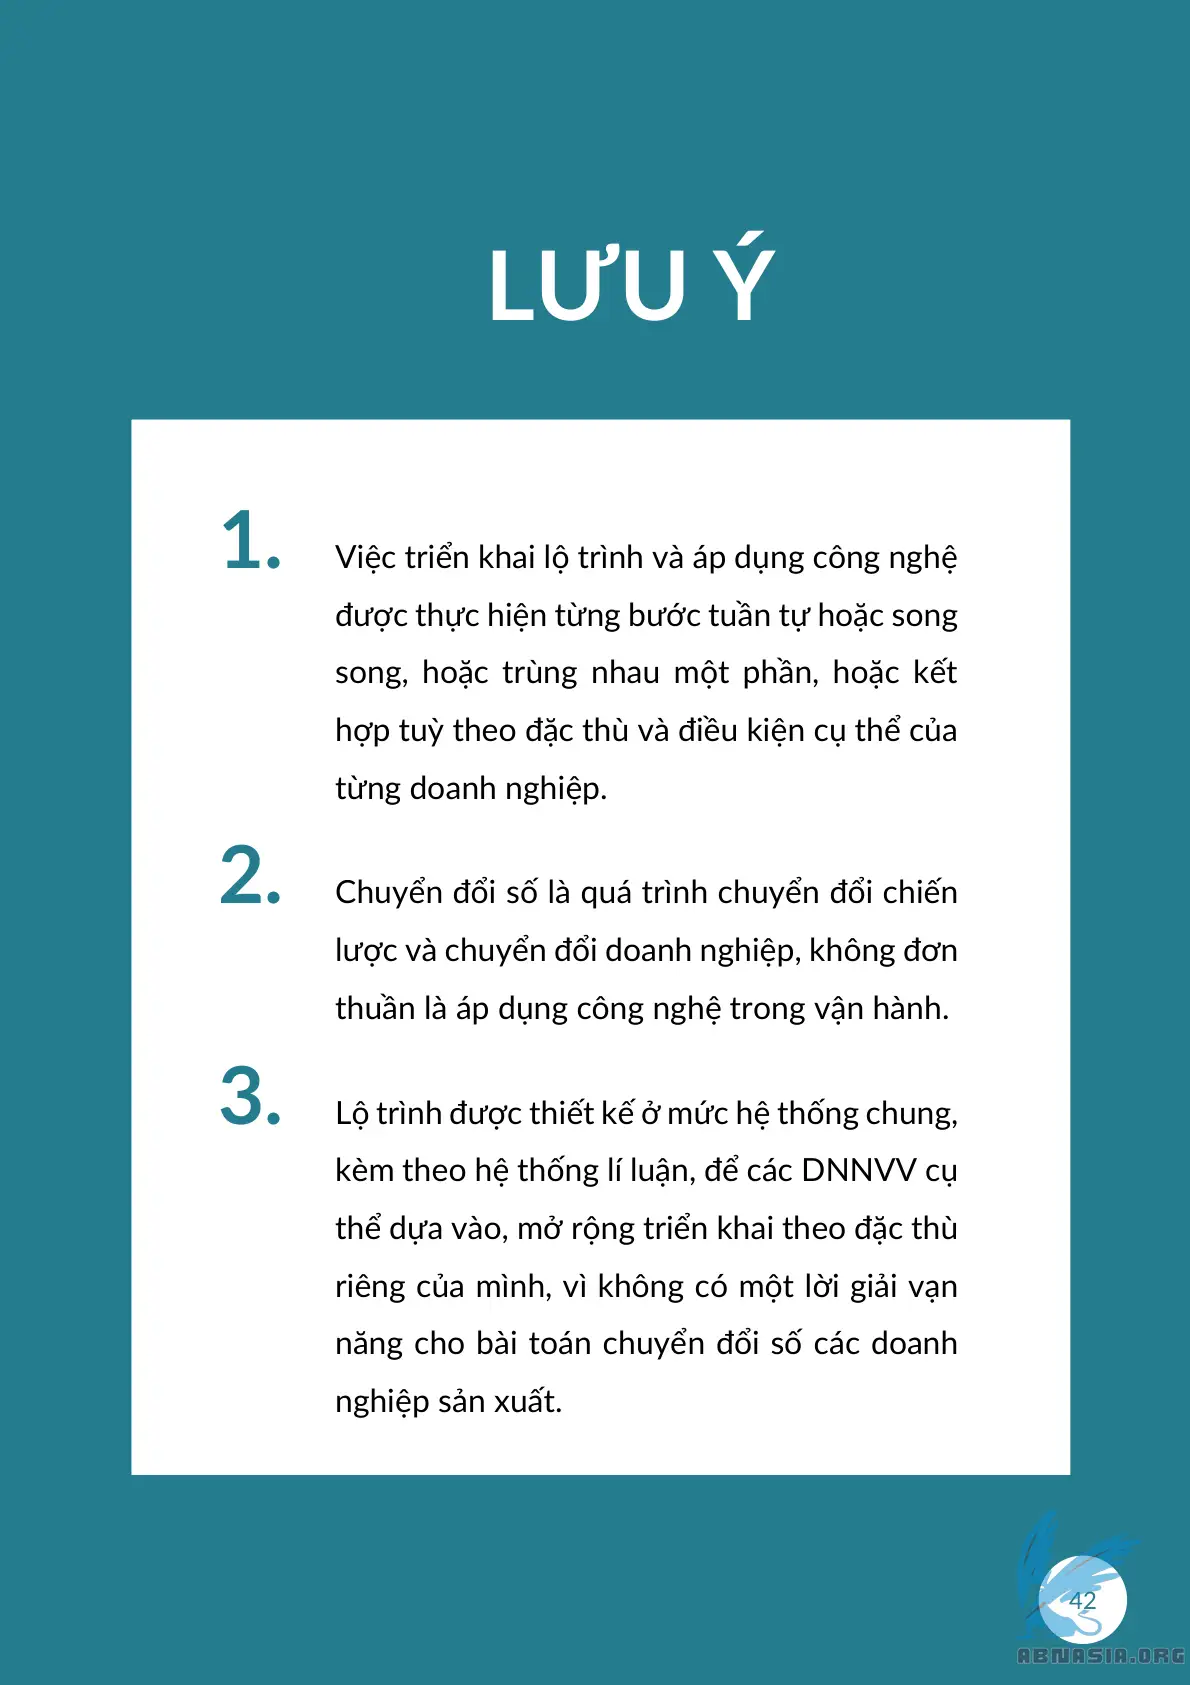 LƯU Ý
1.
Việc triển khai lộ trình và áp dụng công nghệ
được thực hiện từng bước tuần tự hoặc song
song, hoặc trùng nhau một phần, hoặc kết
hợp tuỳ theo đặc thù và điều kiện cụ thể của
từng doanh nghiệp.
2.
Chuyển đổi số là quá trình chuyển đổi chiến
lược và chuyển đổi doanh nghiệp, không đơn
thuần là áp dụng công nghệ trong vận hành.
3.
Lộ trình được thiết kế ở mức hệ thống chung,
kèm theo hệ thống lí luận, để các DNNVV cụ
thể dựa vào, mở rộng triển khai theo đặc thù
riêng của mình, vì không có một lời giải vạn
năng cho bài toán chuyển đổi số các doanh
nghiệp sản xuất.
42
ABNASIA.ORG